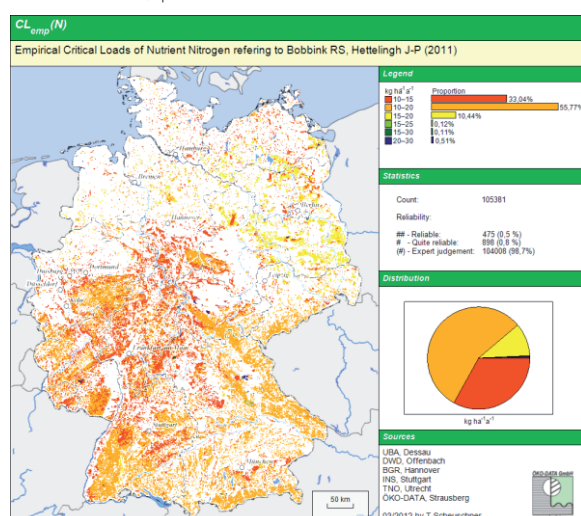 CLemp(N)
Empirical Critical Loads of Nutrient Nitrogen refering to Bobbink RS, Hettelingh J-P (2011)
Legend
kg ha⁻¹a⁻¹ Proportion
10–15 33,04%
10–20 55,77%
15–20 10,44%
15–25 0,12%
15–30 0,11%
20–30 0,51%
Statistics
Count: 105381
Reliability:
## - Reliable: 475 (0,5 %)
# - Quite reliable: 898 (0,8 %)
(#) - Expert judgement: 104008 (98,7%)
Distribution
kg ha⁻¹a⁻¹
Sources
UBA, Dessau
DWD, Offenbach
BGR, Hannover
INS, Stuttgart
TNO, Utrecht
ÖKO-DATA, Strausberg
ÖKO-DATA GmbH
Hamburg
Bremen
Berlin
Hannover
Dortmund
Düsseldorf
Leipzig
Köln
Stuttgart
München
50 km